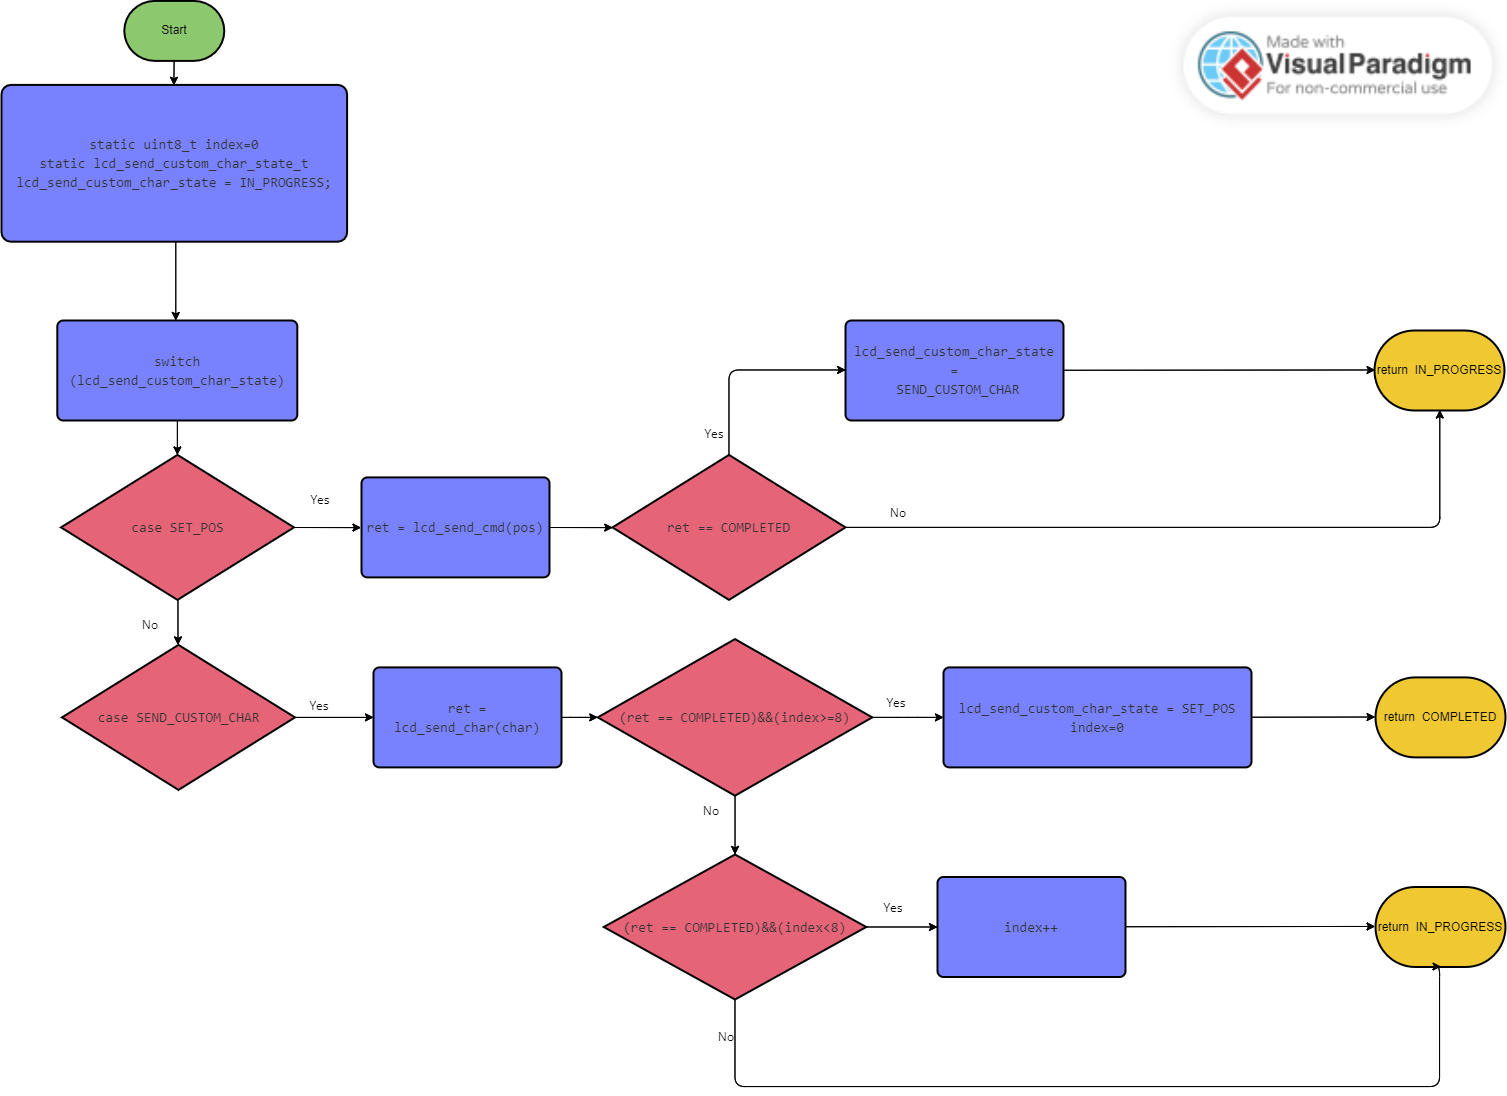 Start
Made with
Visual Paradigm
For non-commercial use
static uint8_t index=0
static lcd_send_custom_char_state_t
lcd_send_custom_char_state = IN_PROGRESS;
switch
(lcd_send_custom_char_state)
lcd_send_custom_char_state
=
SEND_CUSTOM_CHAR
return IN_PROGRESS
Yes
case SET_POS
Yes
ret = lcd_send_cmd(pos)
ret == COMPLETED
No
No
case SEND_CUSTOM_CHAR
Yes
ret =
lcd_send_char(char)
(ret == COMPLETED)&&(index>=8)
Yes
lcd_send_custom_char_state = SET_POS
index=0
return COMPLETED
No
(ret == COMPLETED)&&(index<8)
Yes
index++
return IN_PROGRESS
No